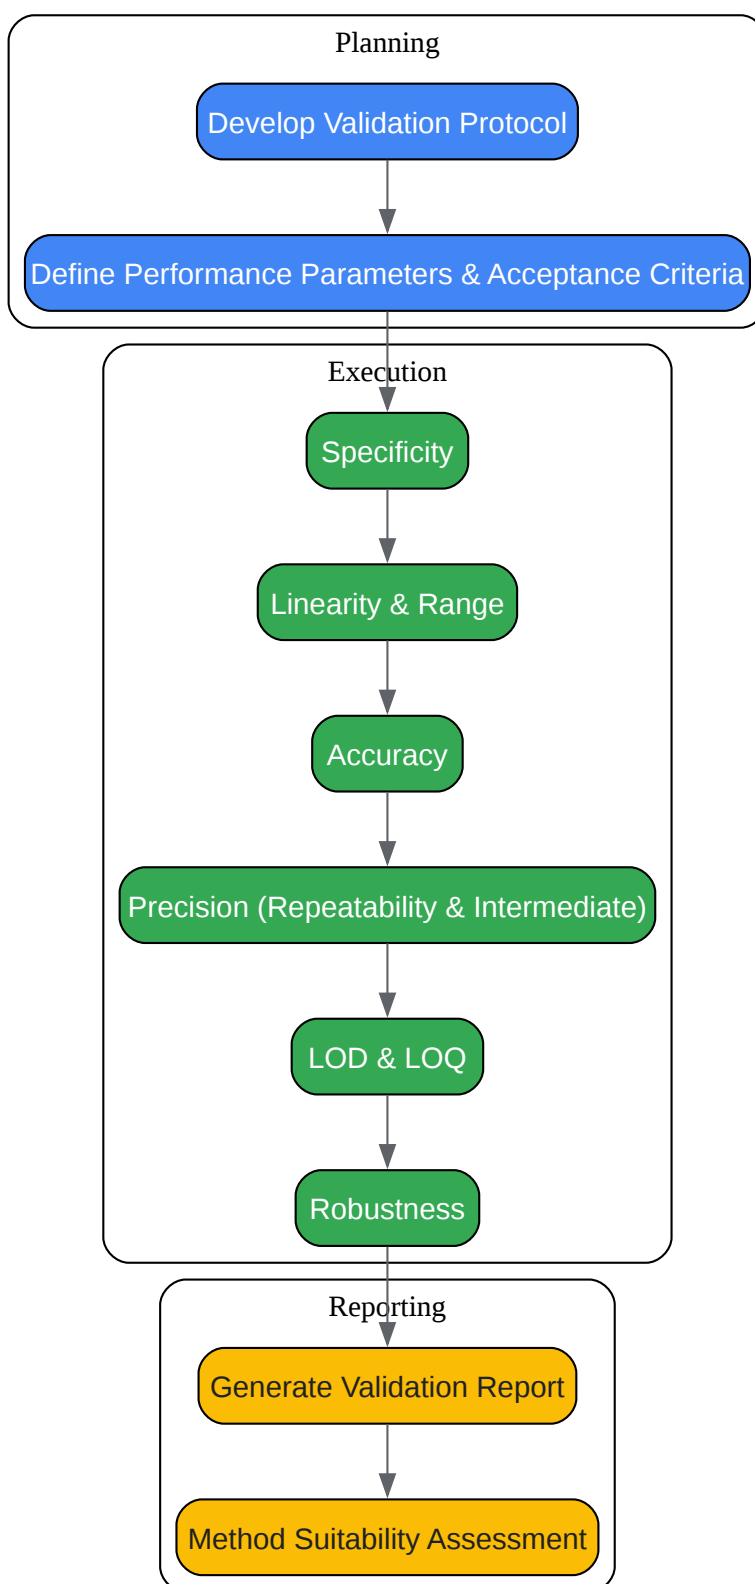 Planning
Develop Validation Protocol
Define Performance Parameters & Acceptance Criteria
Execution
Specificity
Linearity & Range
Accuracy
Precision (Repeatability & Intermediate)
LOD & LOQ
Robustness
Reporting
Generate Validation Report
Method Suitability Assessment